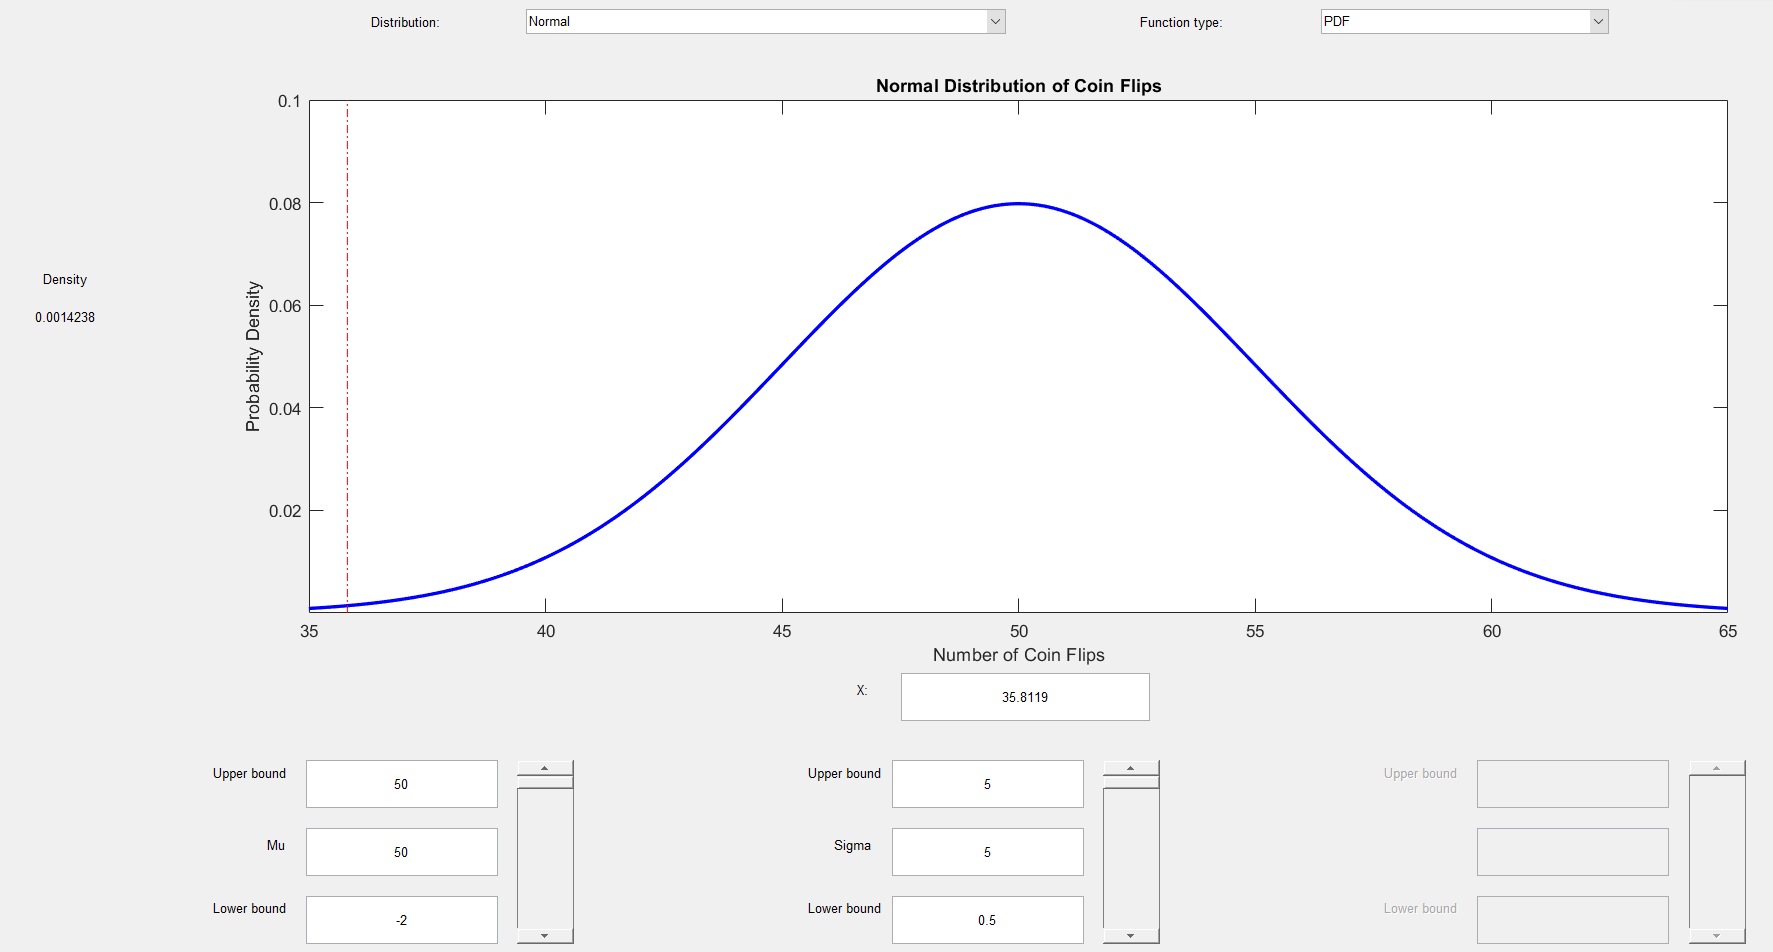 Distribution: Normal Function type: PDF
Normal Distribution of Coin Flips
0.1
0.08
0.06
0.04
0.02
Probability Density
Density
0.0014238
35 40 45 50 55 60 65
Number of Coin Flips
X: 35.8119
Upper bound 50 Upper bound 5 Upper bound
Mu 50 Sigma 5
Lower bound -2 Lower bound 0.5 Lower bound